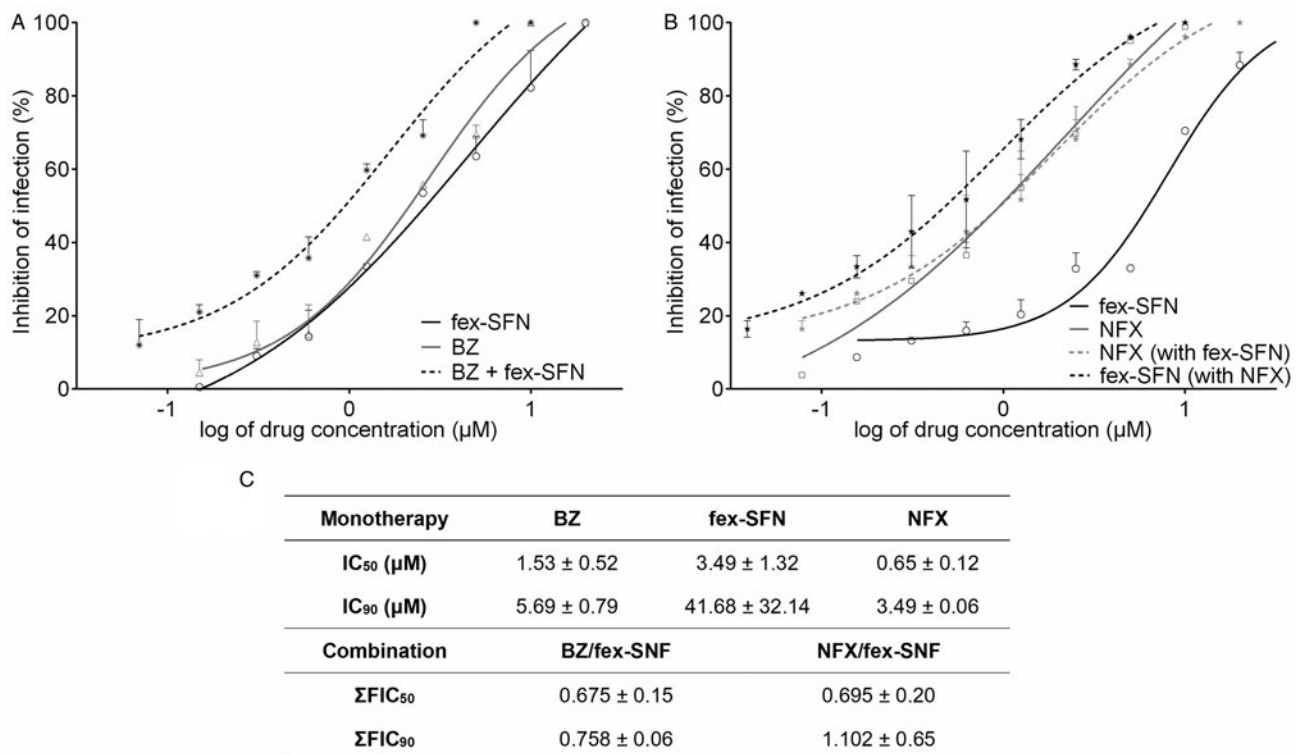 A
Inhibition of infection (%)
100
80
60
40
20
0
-1
0
1
log of drug concentration (µM)
fex-SFN
BZ
BZ + fex-SFN
B
Inhibition of infection (%)
100
80
60
40
20
0
-1
0
1
log of drug concentration (µM)
fex-SFN
NFX
NFX (with fex-SFN)
fex-SFN (with NFX)
C
Monotherapy BZ fex-SFN NFX
IC₅₀ (µM) 1.53 ± 0.52 3.49 ± 1.32 0.65 ± 0.12
IC₉₀ (µM) 5.69 ± 0.79 41.68 ± 32.14 3.49 ± 0.06
Combination BZ/fex-SNF NFX/fex-SNF
ΣFIC₅₀ 0.675 ± 0.15 0.695 ± 0.20
ΣFIC₉₀ 0.758 ± 0.06 1.102 ± 0.65